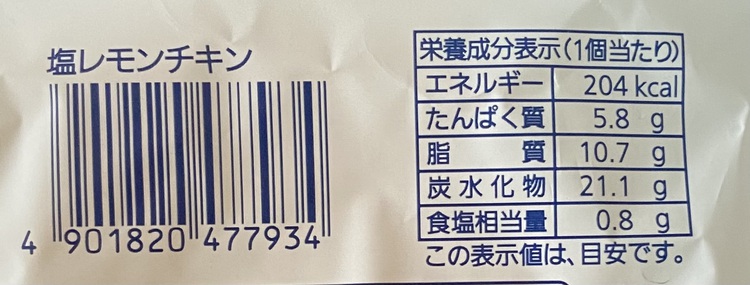 塩レモンチキン
4 901820 477934
栄養成分表示(1個当たり)
エネルギー 204 kcal
たんぱく質 5.8 g
脂質 10.7 g
炭水化物 21.1 g
食塩相当量 0.8 g
この表示値は、目安です。